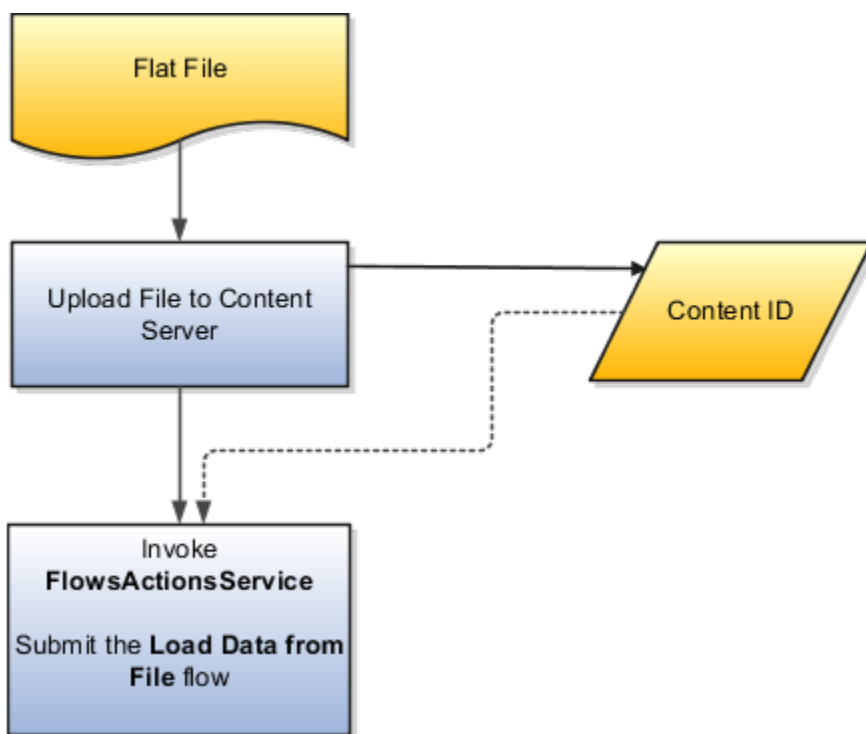 Flat File
Upload File to Content
Server
Content ID
Invoke
FlowsActionsService
Submit the Load Data from
File flow